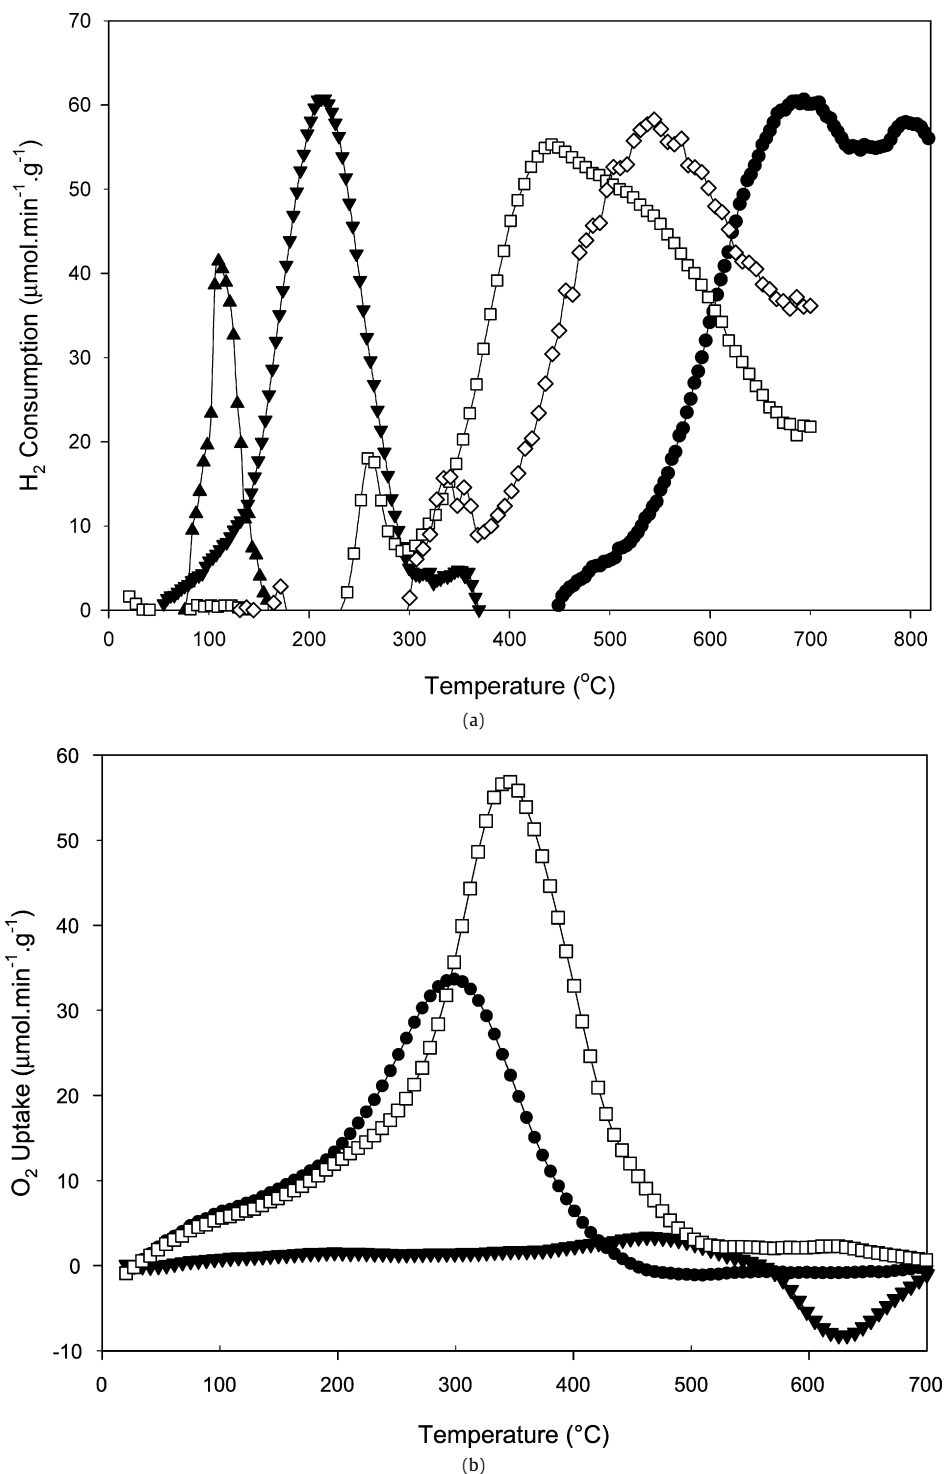 70
60
50
40
30
20
10
0
H2 Consumption (μmol.min-1.g-1)
0 100 200 300 400 500 600 700 800
Temperature (oC)
(a)
60
50
40
30
20
10
0
-10
O2 Uptake (μmol.min-1.g-1)
0 100 200 300 400 500 600 700
Temperature (°C)
(b)